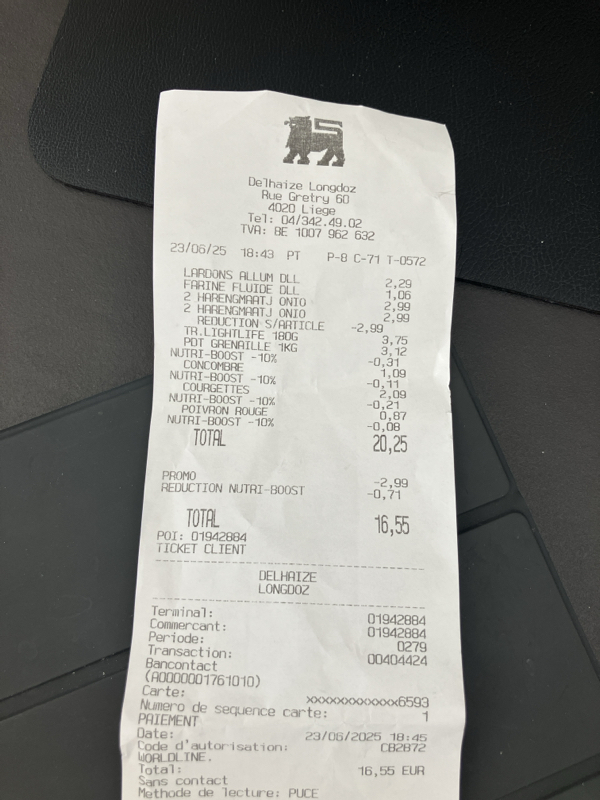 Delhaize Longdoz
Rue Gretry 60
4020 Liege
Tel: 04/342.49.02
TVA: BE 1007 962 632
23/06/25 18:43 PT P-8 C-71 T-0572
LARDONS ALLUM DLL 2,29
FARINE FLUIDE DLL 1,06
2 HARENGMAATJ ONIO 2,99
2 HARENGMAATJ ONIO 2,99
REDUCTION S/ARTICLE -2,99
TR.LIGHTLIFE 180G 3,75
PDT GRENAILLE 1KG 3,12
NUTRI-BOOST -10% -0,31
CONCOMBRE 1,09
NUTRI-BOOST -10% -0,11
COURGETTES 2,09
NUTRI-BOOST -10% -0,21
POIVRON ROUGE 0,87
NUTRI-BOOST -10% -0,08
TOTAL 20,25
PROMO -2,99
REDUCTION NUTRI-BOOST -0,71
TOTAL 16,55
POI: 01942884
TICKET CLIENT
DELHAIZE
LONGDOZ
Terminal: 01942884
Commercant: 01942884
Periode: 0279
Transaction: 00404424
Bancontact
(A0000001761010)
Carte: xxxxxxxxxxxxx6593
Numero de sequence carte: 1
PAIEMENT
Date: 23/06/2025 18:45
Code d'autorisation: CB2872
WORLDLINE.
Total: 16,55 EUR
Sans contact
Methode de lecture: PUCE